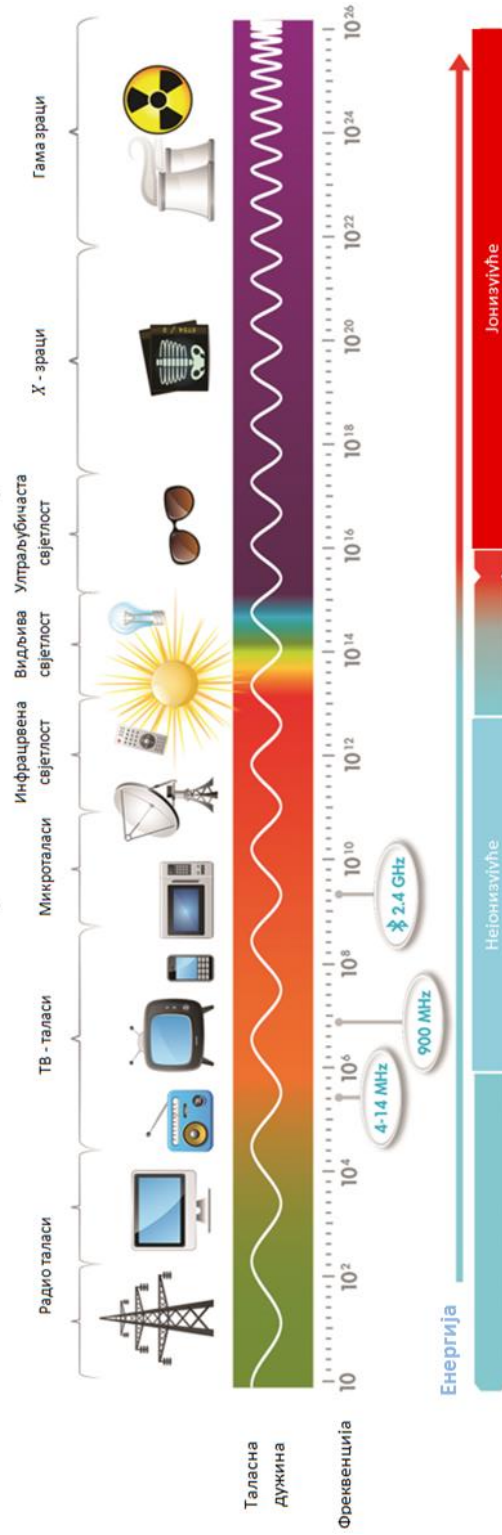 Радио таласи
ТВ - таласи
Микроталаси
Инфрацрвена
свјетлост
Видљива
свјетлост
Ултраљубичаста
свјетлост
X - зраци
Гама зраци
Таласна
дужина
Фреквенција
10
10²
10⁴
10⁶
10⁸
10¹⁰
10¹²
10¹⁴
10¹⁶
10¹⁸
10²⁰
10²²
10²⁴
10²⁶
4-14 MHz
900 MHz
2.4 GHz
Енергија
Нејонизујуће
Јонизујуће